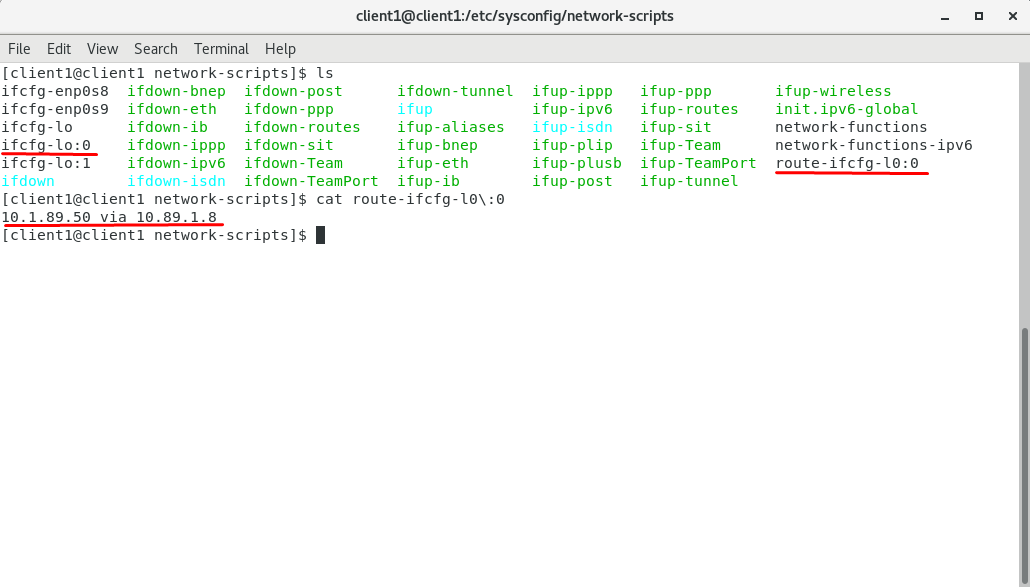 client1@client1:/etc/sysconfig/network-scripts
File Edit View Search Terminal Help
[client1@client1 network-scripts]$ ls
ifcfg-enp0s8 ifdown-bnep ifdown-post ifdown-tunnel ifup-ippp ifup-ppp ifup-wireless
ifcfg-enp0s9 ifdown-eth ifdown-ppp ifup ifup-ipv6 ifup-routes init.ipv6-global
ifcfg-lo ifdown-ib ifdown-routes ifup-aliases ifup-isdn ifup-sit network-functions
ifcfg-lo:0 ifdown-ippp ifdown-sit ifup-bnep ifup-plip ifup-Team network-functions-ipv6
ifcfg-lo:1 ifdown-ipv6 ifdown-Team ifup-eth ifup-plusb ifup-TeamPort route-ifcfg-l0:0
ifdown ifdown-isdn ifdown-TeamPort ifup-ib ifup-post ifup-tunnel
[client1@client1 network-scripts]$ cat route-ifcfg-l0\:0
10.1.89.50 via 10.89.1.8
[client1@client1 network-scripts]$